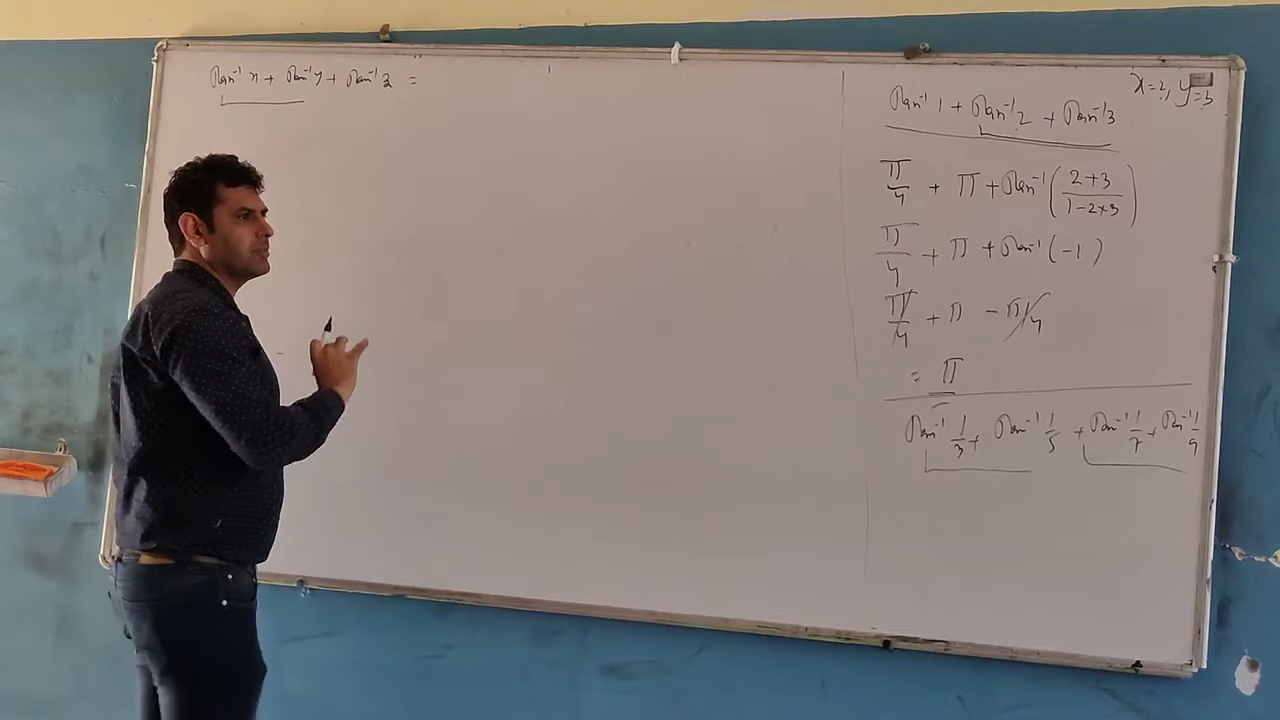 tan⁻¹ x + tan⁻¹ y + tan⁻¹ z =
x=2, y=3
tan⁻¹ 1 + tan⁻¹ 2 + tan⁻¹ 3
π/4 + π + tan⁻¹ ( 2+3 / 1-2×3 )
π/4 + π + tan⁻¹ (-1)
π/4 + π - π/4
= π
tan⁻¹ 1/3 + tan⁻¹ 1/5 + tan⁻¹ 1/7 + tan⁻¹ 1/9